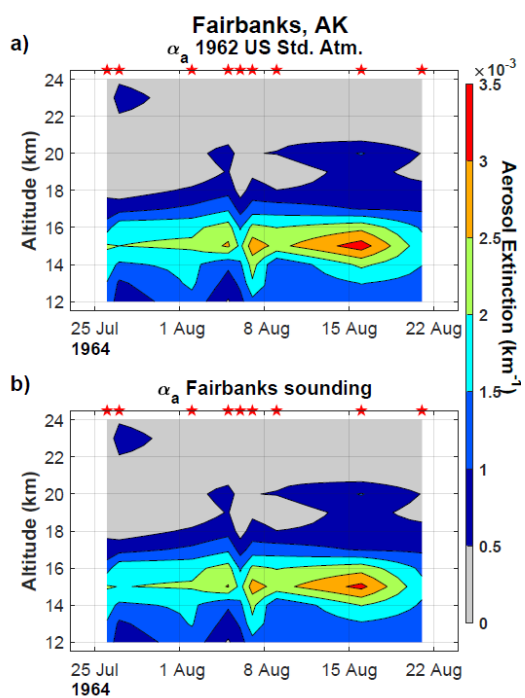 Fairbanks, AK
a)
αa 1962 US Std. Atm.
×10-3
24
22
20
18
16
14
12
Altitude (km)
25 Jul
1 Aug
8 Aug
15 Aug
22 Aug
1964
b)
αa Fairbanks sounding
24
22
20
18
16
14
12
Altitude (km)
25 Jul
1 Aug
8 Aug
15 Aug
22 Aug
1964
3.5
3
2.5
2
1.5
1
0.5
0
Aerosol Extinction (km-1)